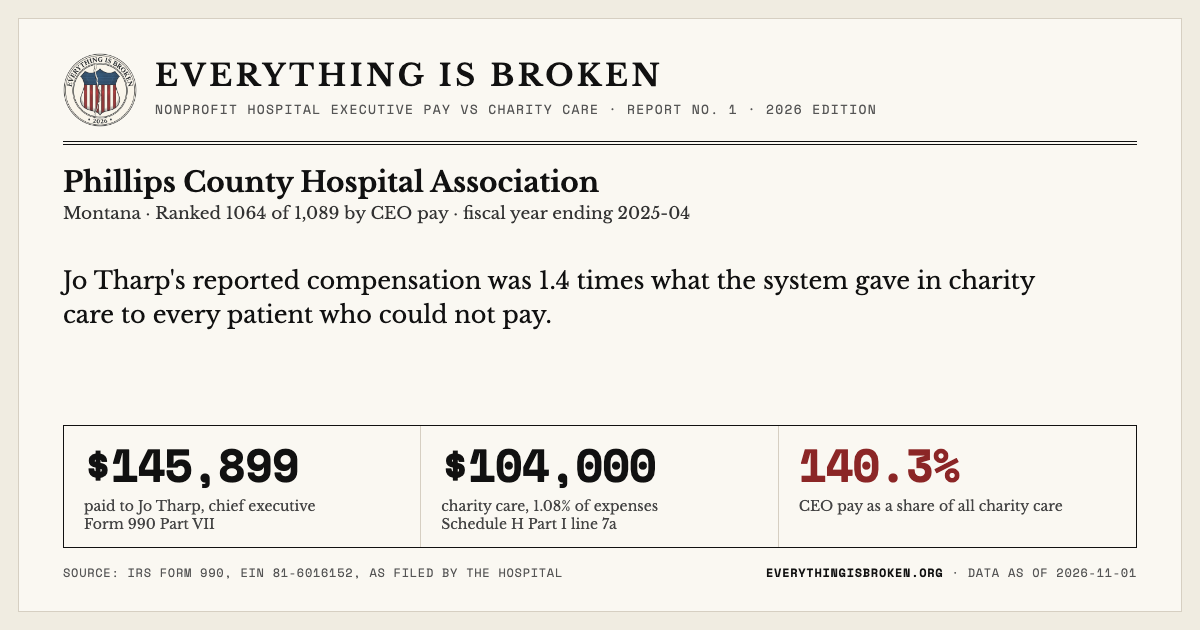 EVERYTHING IS BROKEN
· 2026 ·
EVERYTHING IS BROKEN
NONPROFIT HOSPITAL EXECUTIVE PAY VS CHARITY CARE · REPORT NO. 1 · 2026 EDITION
Phillips County Hospital Association
Montana · Ranked 1064 of 1,089 by CEO pay · fiscal year ending 2025-04
Jo Tharp's reported compensation was 1.4 times what the system gave in charity
care to every patient who could not pay.
$145,899
paid to Jo Tharp, chief executive
Form 990 Part VII
$104,000
charity care, 1.08% of expenses
Schedule H Part I line 7a
140.3%
CEO pay as a share of all charity care
SOURCE: IRS FORM 990, EIN 81-6016152, AS FILED BY THE HOSPITAL
EVERYTHINGISBROKEN.ORG · DATA AS OF 2026-11-01